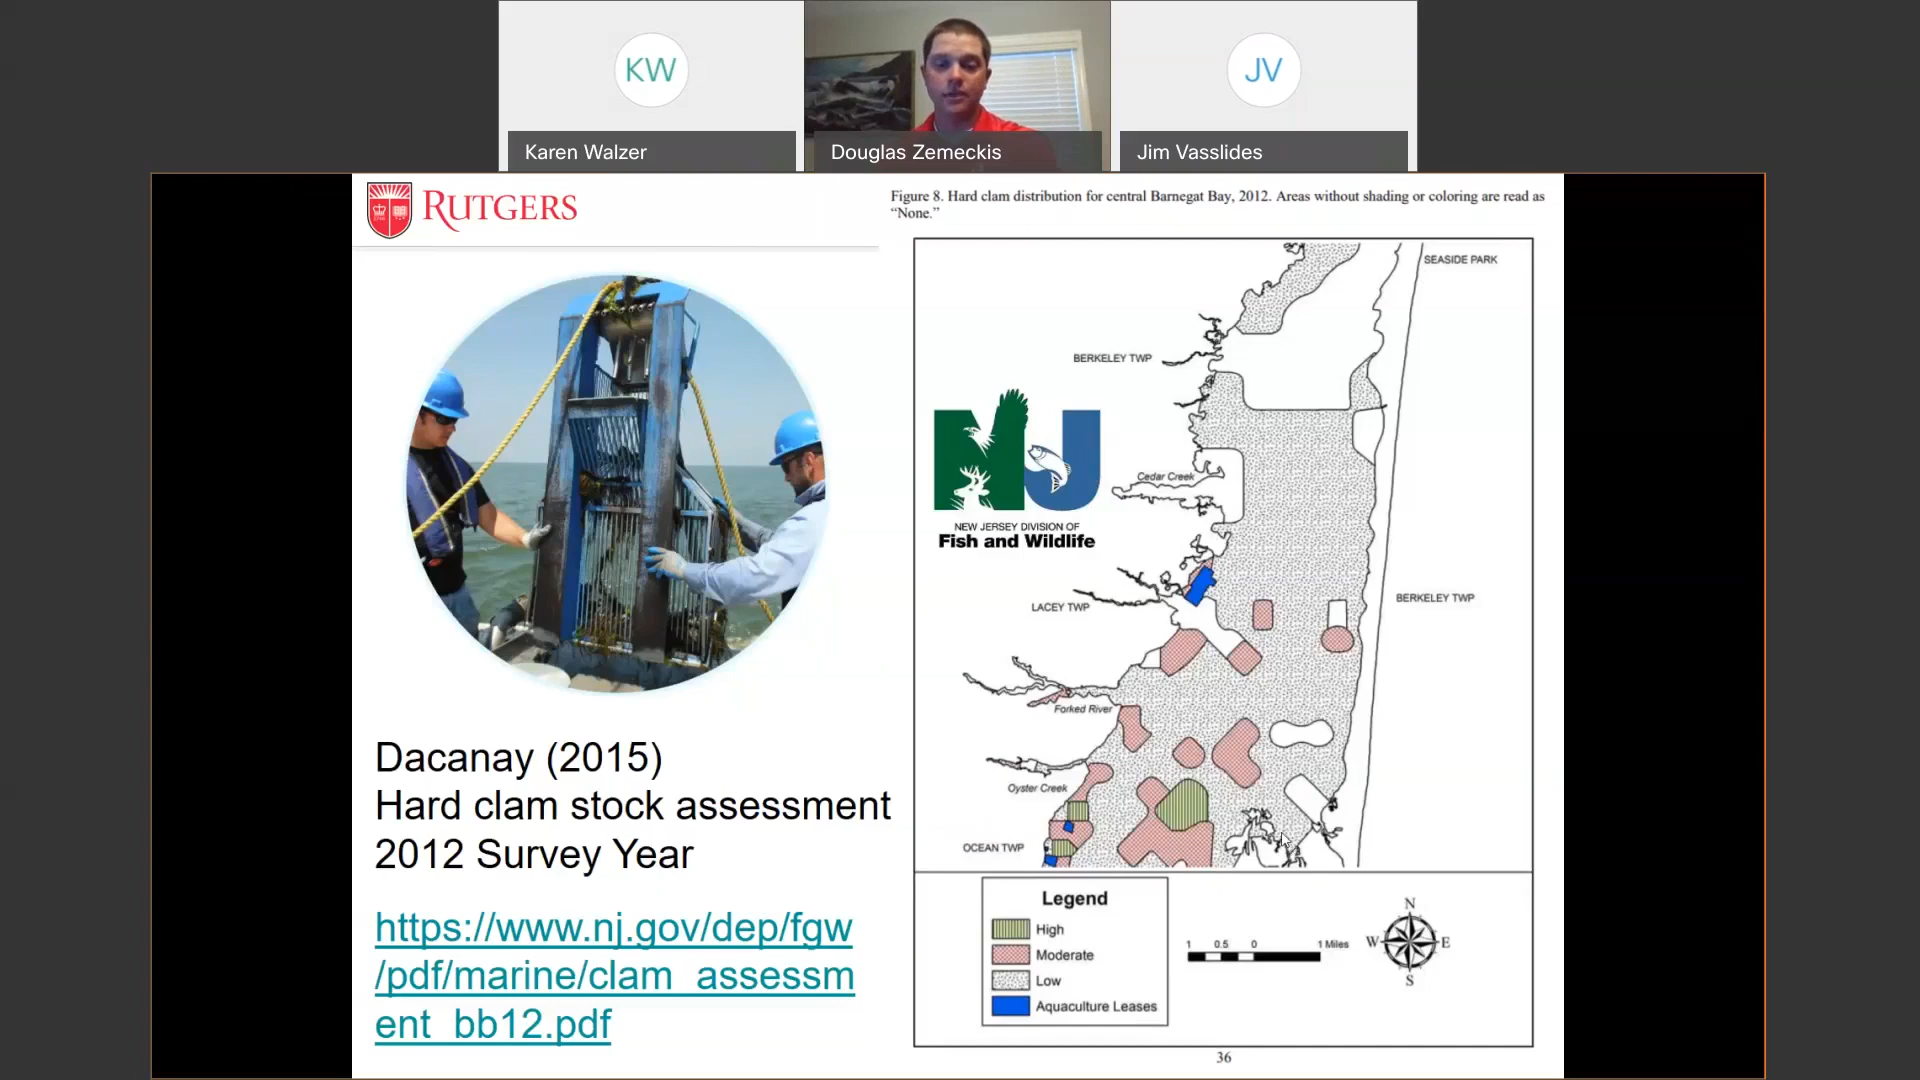 KW
JV
Karen Walzer
Douglas Zemeckis
Jim Vasslides
RUTGERS
Dacanay (2015)
Hard clam stock assessment
2012 Survey Year
https://www.nj.gov/dep/fgw
/pdf/marine/clam_assessm
ent_bb12.pdf
Figure 8. Hard clam distribution for central Barnegat Bay, 2012. Areas without shading or coloring are read as
“None.”
SEASIDE PARK
BERKELEY TWP
NJ
NEW JERSEY DIVISION OF
Fish and Wildlife
Cedar Creek
LACEY TWP
BERKELEY TWP
Forked River
Oyster Creek
OCEAN TWP
Legend
High
Moderate
Low
Aquaculture Leases
1 0.5 0 1 Miles
N
W E
S
36